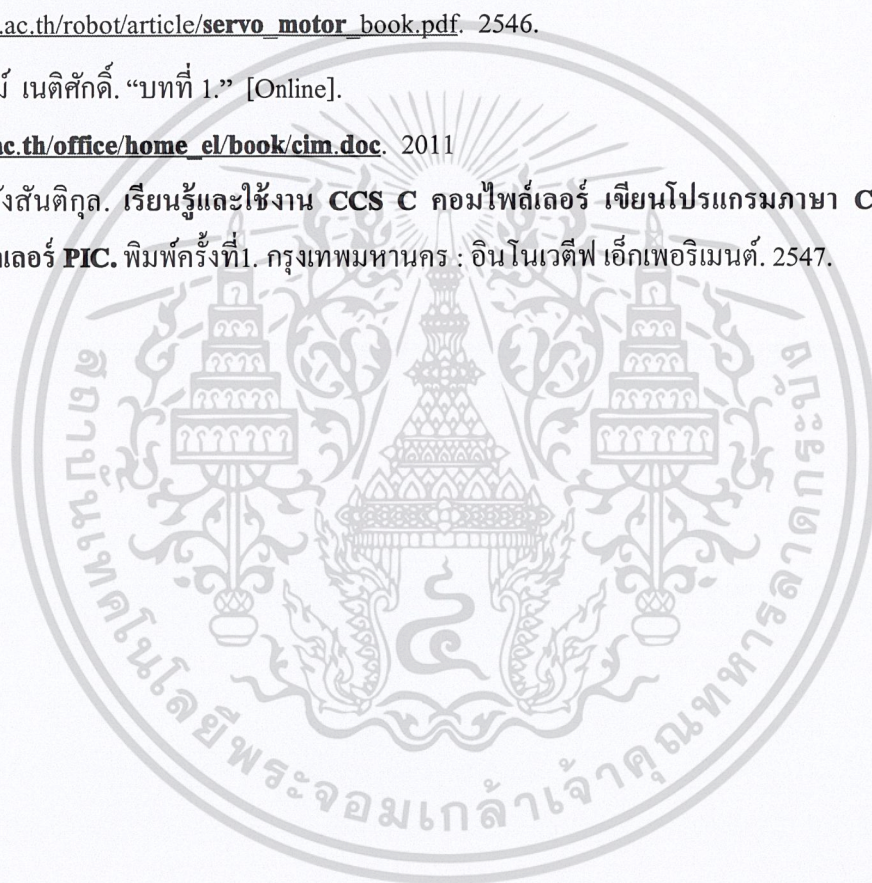 .ac.th/robot/article/servo_motor_book.pdf. 2546.
เนติศักดิ์. “บทที่ 1.” [Online].
ac.th/office/home_el/book/cim.doc. 2011
ังสันติกุล. เรียนรู้และใช้งาน CCS C คอมไพล์เลอร์ เขียนโปรแกรมภาษา C
เลอร์ PIC. พิมพ์ครั้งที่1. กรุงเทพมหานคร : อินโนเวตีฟ เอ็กเพอริเมนต์. 2547.
สถาบันเทคโนโลยีพระจอมเกล้าเจ้าคุณทหารลาดกระบัง